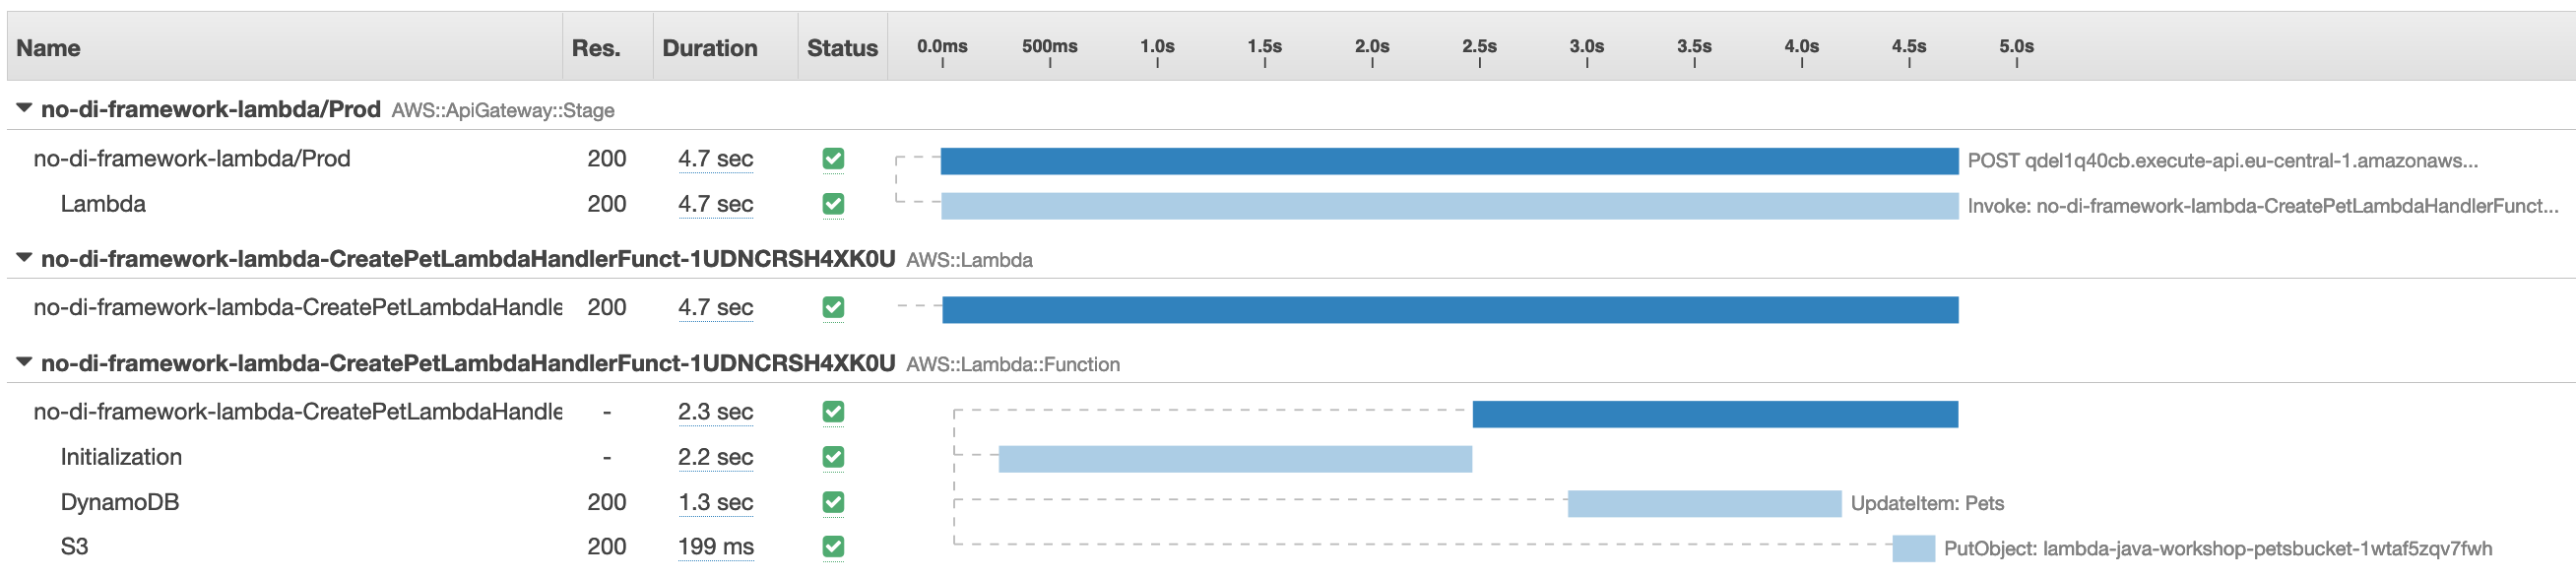 Name Res. Duration Status 0.0ms 500ms 1.0s 1.5s 2.0s 2.5s 3.0s 3.5s 4.0s 4.5s 5.0s
no-di-framework-lambda/Prod AWS::ApiGateway::Stage
no-di-framework-lambda/Prod 200 4.7 sec POST qdel1q40cb.execute-api.eu-central-1.amazonaws...
Lambda 200 4.7 sec Invoke: no-di-framework-lambda-CreatePetLambdaHandlerFunct...
no-di-framework-lambda-CreatePetLambdaHandlerFunct-1UDNCRSH4XK0U AWS::Lambda
no-di-framework-lambda-CreatePetLambdaHandle 200 4.7 sec
no-di-framework-lambda-CreatePetLambdaHandlerFunct-1UDNCRSH4XK0U AWS::Lambda::Function
no-di-framework-lambda-CreatePetLambdaHandle - 2.3 sec
Initialization - 2.2 sec
DynamoDB 200 1.3 sec UpdateItem: Pets
S3 200 199 ms PutObject: lambda-java-workshop-petsbucket-1wtaf5zqv7fwh